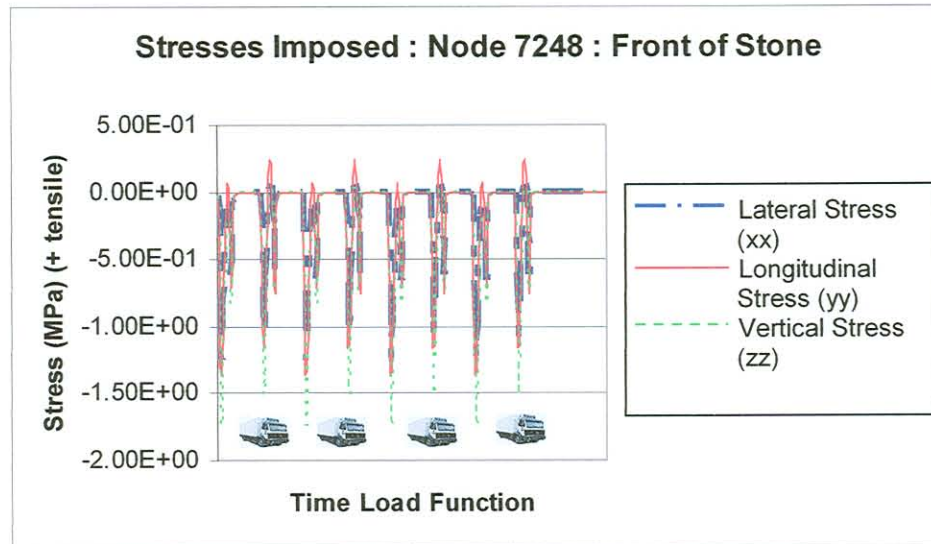 Stresses Imposed : Node 7248 : Front of Stone
Stress (MPa) (+ tensile)
5.00E-01
0.00E+00
-5.00E-01
-1.00E+00
-1.50E+00
-2.00E+00
Time Load Function
Lateral Stress
(xx)
Longitudinal
Stress (yy)
Vertical Stress
(zz)